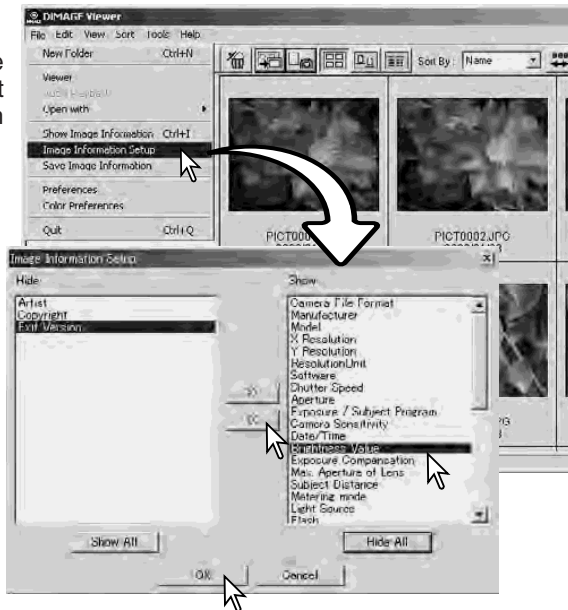 DIMAGE Viewer
File Edit View Sort Tools Help
New Folder Ctrl+N
Viewer
Open with
Show Image Information Ctrl+I
Image Information Setup
Save Image Information
Preferences
Color Preferences
Quit Ctrl+Q
Sort By: Name
PICT0002.JPG
Image Information Setup
Hide
Artist
Copyright
Exif Version
Show All
>>
<<
Show
Camera File Format
Manufacturer
Model
X Resolution
Y Resolution
ResolutionUnit
Software
Shutter Speed
Aperture
Exposure / Subject Program
Camera Sensitivity
Date/Time
Brightness Value
Exposure Compensation
Max. Aperture of Lens
Subject Distance
Metering mode
Light Source
Flash
Hide All
OK Cancel